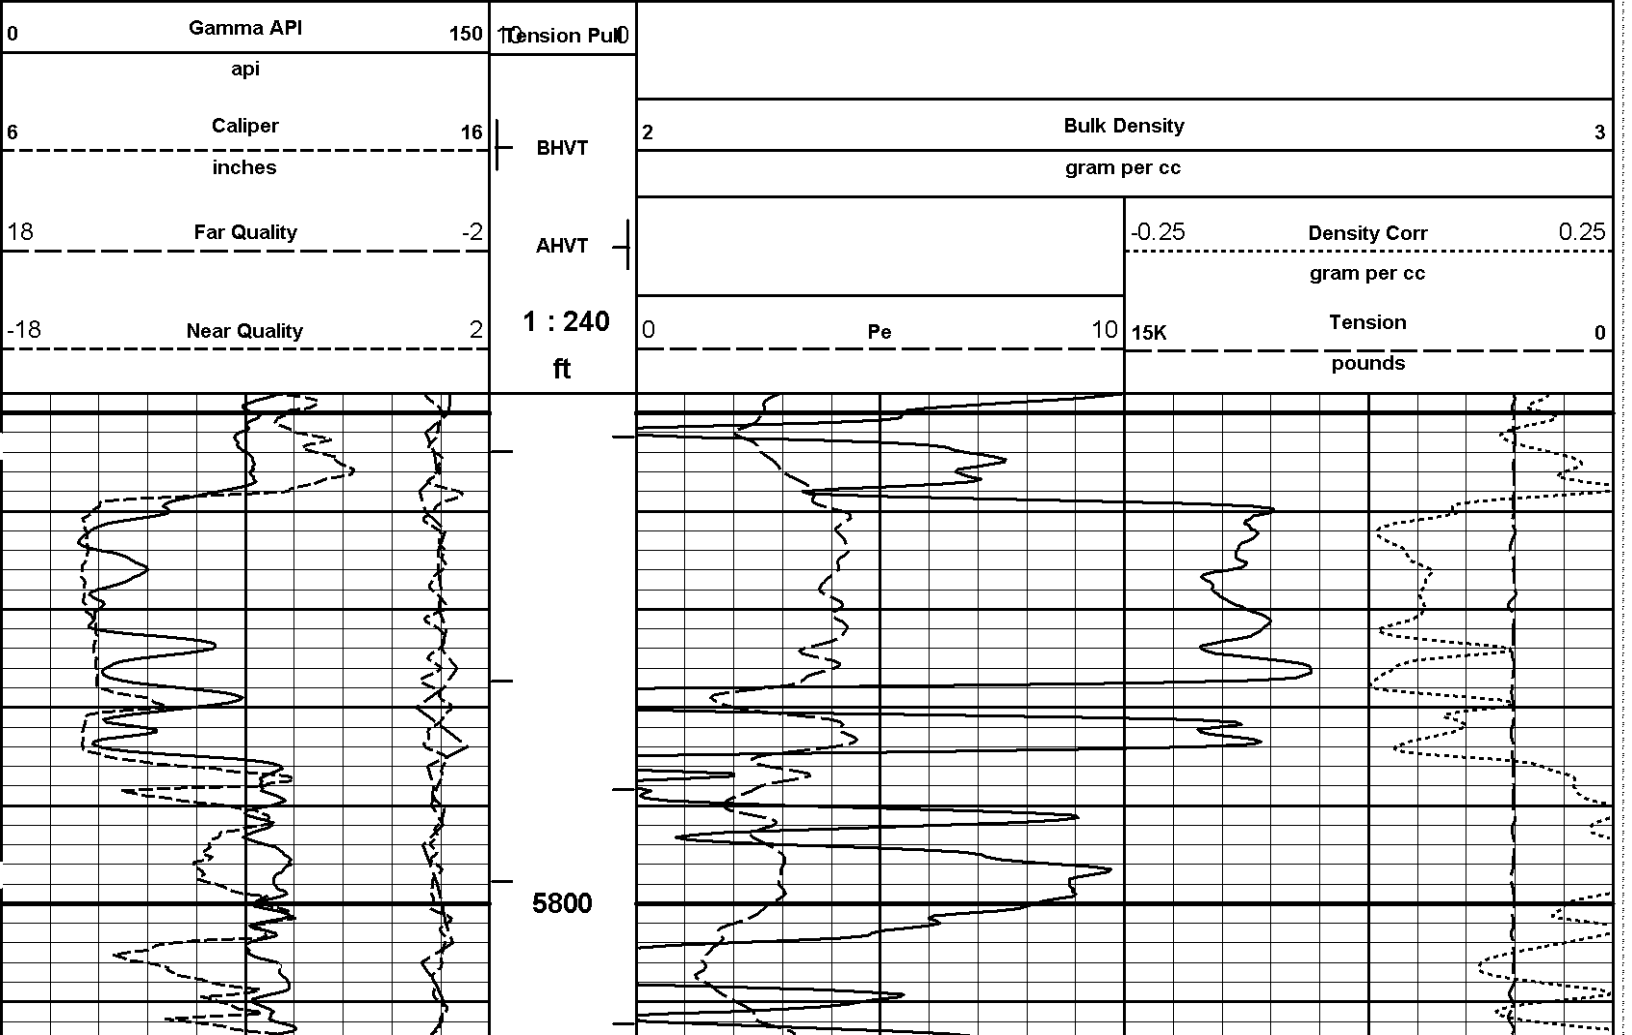 0 Gamma API 150
api
6 Caliper 16
inches
18 Far Quality -2
-18 Near Quality 2
10 Tension Pull 0
BHVT
AHVT
1 : 240
ft
2 Bulk Density 3
gram per cc
-0.25 Density Corr 0.25
gram per cc
0 Pe 10
15K Tension 0
pounds
5800